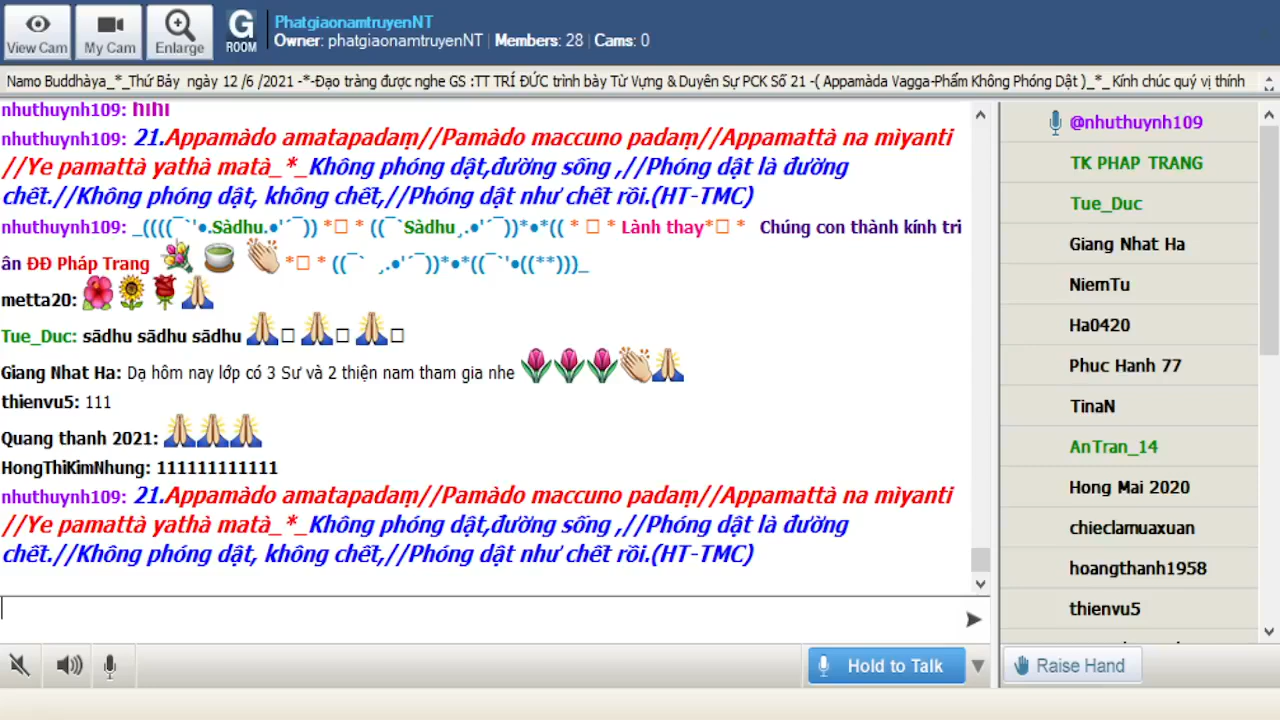 View Cam
My Cam
Enlarge
G
ROOM
PhatgiaonamtruyenNT
Owner: phatgiaonamtruyenNT | Members: 28 | Cams: 0
Namo Buddhàya_*_Thứ Bảy ngày 12 /6 /2021 -*-Đạo tràng được nghe GS :TT TRÍ ĐỨC trình bày Từ Vựng & Duyên Sự PCK Số 21 -( Appamàda Vagga-Phẩm Không Phóng Dật )_*_ Kính chúc quý vị thính
nhuthuynh109: hihi
nhuthuynh109: 21.Appamàdo amatapadaṃ//Pamàdo maccuno padaṃ//Appamattà na mìyanti
//Ye pamattà yathà matà_*_Không phóng dật,đường sống ,//Phóng dật là đường
chết.//Không phóng dật, không chết,//Phóng dật như chết rồi.(HT-TMC)
nhuthuynh109: _((((¯`'•.Sàdhu.•'´¯)) *□ * ((¯`Sàdhu¸.•'´¯))*•*(( * □ * Lành thay*□ * Chúng con thành kính tri
ân ĐĐ Pháp Trang 💐 🍵 👏 *□ * ((¯` ¸.•'´¯))*•*((¯`'•((**)))_
metta20: 🌺🌻🌹🙏
Tue_Duc: sādhu sādhu sādhu 🙏□ 🙏□ 🙏□
Giang Nhat Ha: Dạ hôm nay lớp có 3 Sư và 2 thiện nam tham gia nhe 🌷🌷🌷👏🙏
thienvu5: 111
Quang thanh 2021: 🙏🙏🙏
HongThiKimNhung: 111111111111
nhuthuynh109: 21.Appamàdo amatapadaṃ//Pamàdo maccuno padaṃ//Appamattà na mìyanti
//Ye pamattà yathà matà_*_Không phóng dật,đường sống ,//Phóng dật là đường
chết.//Không phóng dật, không chết,//Phóng dật như chết rồi.(HT-TMC)
@nhuthuynh109
TK PHAP TRANG
Tue_Duc
Giang Nhat Ha
NiemTu
Ha0420
Phuc Hanh 77
TinaN
AnTran_14
Hong Mai 2020
chieclamuaxuan
hoangthanh1958
thienvu5
Hold to Talk
Raise Hand